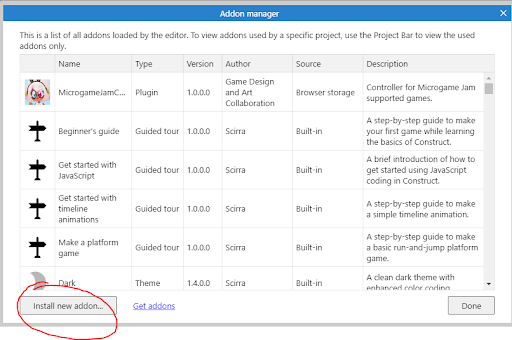 Addon manager
This is a list of all addons loaded by the editor. To view addons used by a specific project, use the Project Bar to view the used
addons only.
Name Type Version Author Source Description
MicrogameJamC... Plugin 1.0.0.0 Game Design and Art Collaboration Browser storage Controller for Microgame Jam supported games.
Beginner's guide Guided tour 1.0.0.0 Scirra Built-in A step-by-step guide to make your first game while learning the basics of Construct.
Get started with JavaScript Guided tour 1.0.0.0 Scirra Built-in A brief introduction of how to get started using JavaScript coding in Construct.
Get started with timeline animations Guided tour 1.0.0.0 Scirra Built-in A step-by-step guide to make a simple timeline animation.
Make a platform game Guided tour 1.0.0.0 Scirra Built-in A step-by-step guide to make a basic run-and-jump platform game.
Dark Theme 1.4.0.0 Scirra Built-in A clean dark theme with enhanced color coding
Install new addon... Get addons Done